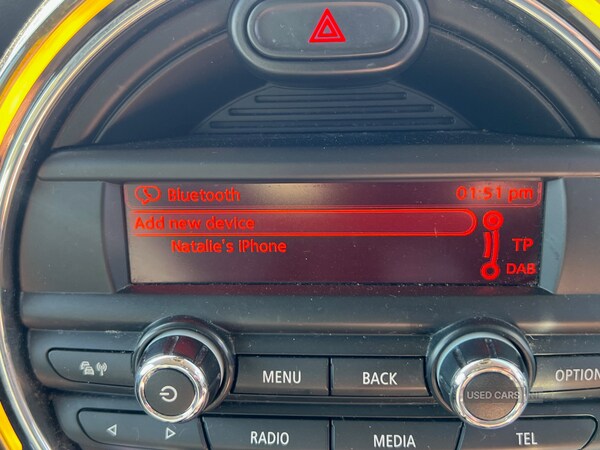 Bluetooth 01:51 pm
Add new device
Natalie's iPhone
TP
DAB
MENU BACK OPTION
USED CARS
RADIO MEDIA TEL